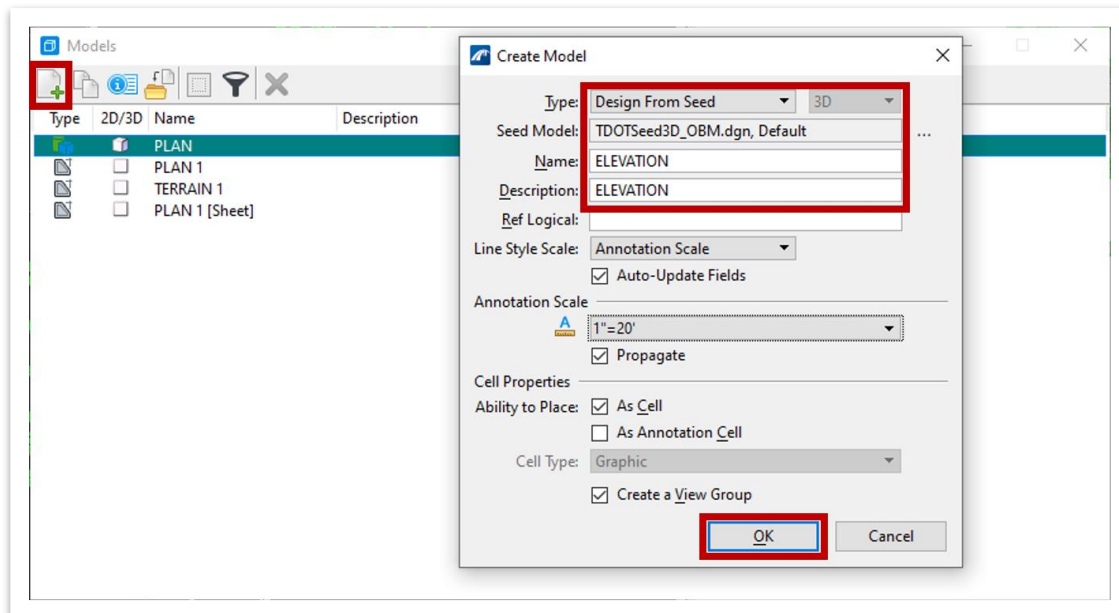 Models
Type 2D/3D Name Description
PLAN
PLAN 1
TERRAIN 1
PLAN 1 [Sheet]
Create Model
Type: Design From Seed 3D
Seed Model: TDOTSeed3D_OBM.dgn, Default ...
Name: ELEVATION
Description: ELEVATION
Ref Logical:
Line Style Scale: Annotation Scale
Auto-Update Fields
Annotation Scale
A
1"=20'
Propagate
Cell Properties
Ability to Place: As Cell
As Annotation Cell
Cell Type: Graphic
Create a View Group
OK Cancel